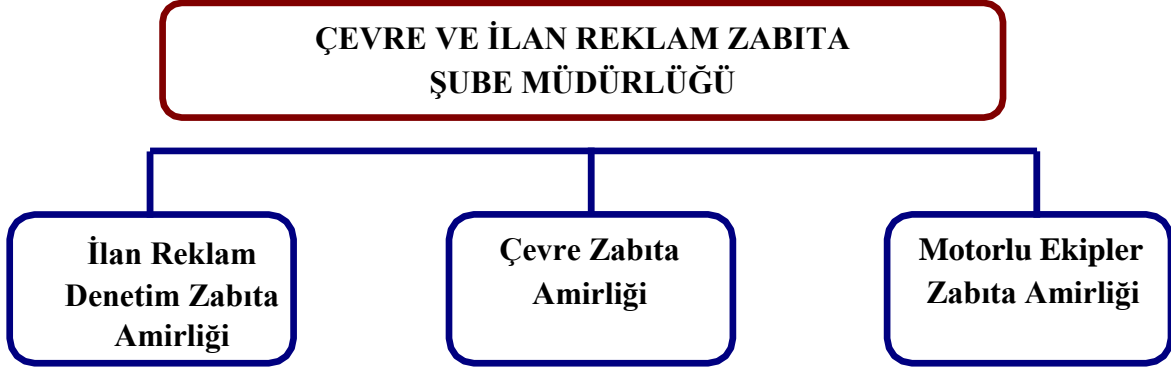 ÇEVRE VE İLAN REKLAM ZABITA
ŞUBE MÜDÜRLÜĞÜ
İlan Reklam
Denetim Zabıta
Amirliği
Çevre Zabıta
Amirliği
Motorlu Ekipler
Zabıta Amirliği